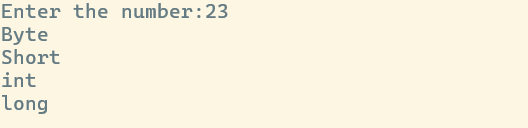 Enter the number:23
Byte
Short
int
long